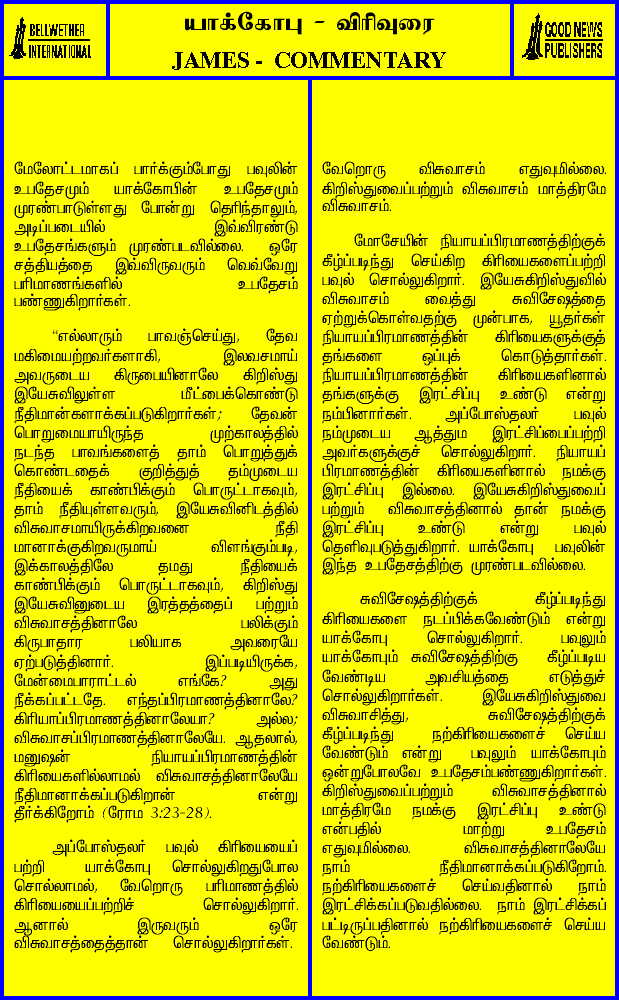 BELLWETHER
INTERNATIONAL
யாக்கோபு - விரிவுரை
JAMES - COMMENTARY
GOOD NEWS
PUBLISHERS
மேலோட்டமாகப் பார்க்கும்போது பவுலின்
உபதேசமும் யாக்கோபின் உபதேசமும்
முரண்பாடுள்ளது போன்று தெரிந்தாலும்,
அடிப்படையில் இவ்விரண்டு
உபதேசங்களும் முரண்படவில்லை. ஒரே
சத்தியத்தை இவ்விருவரும் வெவ்வேறு
பரிமாணங்களில் உபதேசம்
பண்ணுகிறார்கள்.
“எல்லாரும் பாவஞ்செய்து, தேவ
மகிமையற்றவர்களாகி, இலவசமாய்
அவருடைய கிருபையினாலே கிறிஸ்து
இயேசுவிலுள்ள மீட்பைக்கொண்டு
நீதிமான்களாக்கப்படுகிறார்கள்; தேவன்
பொறுமையாயிருந்த முற்காலத்தில்
நடந்த பாவங்களைத் தாம் பொறுத்துக்
கொண்டதைக் குறித்துத் தம்முடைய
நீதியைக் காண்பிக்கும் பொருட்டாகவும்,
தாம் நீதியுள்ளவரும், இயேசுவினிடத்தில்
விசுவாசமாயிருக்கிறவனை நீதி
மானாக்குகிறவருமாய் விளங்கும்படி,
இக்காலத்திலே தமது நீதியைக்
காண்பிக்கும் பொருட்டாகவும், கிறிஸ்து
இயேசுவினுடைய இரத்தத்தைப் பற்றும்
விசுவாசத்தினாலே பலிக்கும்
கிருபாதார பலியாக அவரையே
ஏற்படுத்தினார். இப்படியிருக்க,
மேன்மைபாராட்டல் எங்கே? அது
நீக்கப்பட்டதே. எந்தப்பிரமாணத்தினாலே?
கிரியாப்பிரமாணத்தினாலேயா? அல்ல;
விசுவாசப்பிரமாணத்தினாலேயே. ஆதலால்,
மனுஷன் நியாயப்பிரமாணத்தின்
கிரியைகளில்லாமல் விசுவாசத்தினாலேயே
நீதிமானாக்கப்படுகிறான் என்று
தீர்க்கிறோம் (ரோம 3:23-28).
அப்போஸ்தலர் பவுல் கிரியையைப்
பற்றி யாக்கோபு சொல்லுகிறதுபோல
சொல்லாமல், வேறொரு பரிமாணத்தில்
கிரியையைப்பற்றிச் சொல்லுகிறார்.
ஆனால் இருவரும் ஒரே
விசுவாசத்தைத்தான் சொல்லுகிறார்கள்.
வேறொரு விசுவாசம் எதுவுமில்லை.
கிறிஸ்துவைப்பற்றும் விசுவாசம் மாத்திரமே
விசுவாசம்.
மோசேயின் நியாயப்பிரமாணத்திற்குக்
கீழ்ப்படிந்து செய்கிற கிரியைகளைப்பற்றி
பவுல் சொல்லுகிறார். இயேசுகிறிஸ்துவில்
விசுவாசம் வைத்து சுவிசேஷத்தை
ஏற்றுக்கொள்வதற்கு முன்பாக, யூதர்கள்
நியாயப்பிரமாணத்தின் கிரியைகளுக்குத்
தங்களை ஒப்புக் கொடுத்தார்கள்.
நியாயப்பிரமாணத்தின் கிரியைகளினால்
தங்களுக்கு இரட்சிப்பு உண்டு என்று
நம்பினார்கள். அப்போஸ்தலர் பவுல்
நம்முடைய ஆத்தும இரட்சிப்பைப்பற்றி
அவர்களுக்குச் சொல்லுகிறார். நியாயப்
பிரமாணத்தின் கிரியைகளினால் நமக்கு
இரட்சிப்பு இல்லை. இயேசுகிறிஸ்துவைப்
பற்றும் விசுவாசத்தினால் தான் நமக்கு
இரட்சிப்பு உண்டு என்று பவுல்
தெளிவுபடுத்துகிறார். யாக்கோபு பவுலின்
இந்த உபதேசத்திற்கு முரண்படவில்லை.
சுவிசேஷத்திற்குக் கீழ்ப்படிந்து
கிரியைகளை நடப்பிக்கவேண்டும் என்று
யாக்கோபு சொல்லுகிறார். பவுலும்
யாக்கோபும் சுவிசேஷத்திற்கு கீழ்ப்படிய
வேண்டிய அவசியத்தை எடுத்துச்
சொல்லுகிறார்கள். இயேசுகிறிஸ்துவை
விசுவாசித்து, சுவிசேஷத்திற்குக்
கீழ்ப்படிந்து நற்கிரியைகளைச் செய்ய
வேண்டும் என்று பவுலும் யாக்கோபும்
ஒன்றுபோலவே உபதேசம்பண்ணுகிறார்கள்.
கிறிஸ்துவைப்பற்றும் விசுவாசத்தினால்
மாத்திரமே நமக்கு இரட்சிப்பு உண்டு
என்பதில் மாற்று உபதேசம்
எதுவுமில்லை. விசுவாசத்தினாலேயே
நாம் நீதிமானாக்கப்படுகிறோம்.
நற்கிரியைகளைச் செய்வதினால் நாம்
இரட்சிக்கப்படுவதில்லை. நாம் இரட்சிக்கப்
பட்டிருப்பதினால் நற்கிரியைகளைச் செய்ய
வேண்டும்.